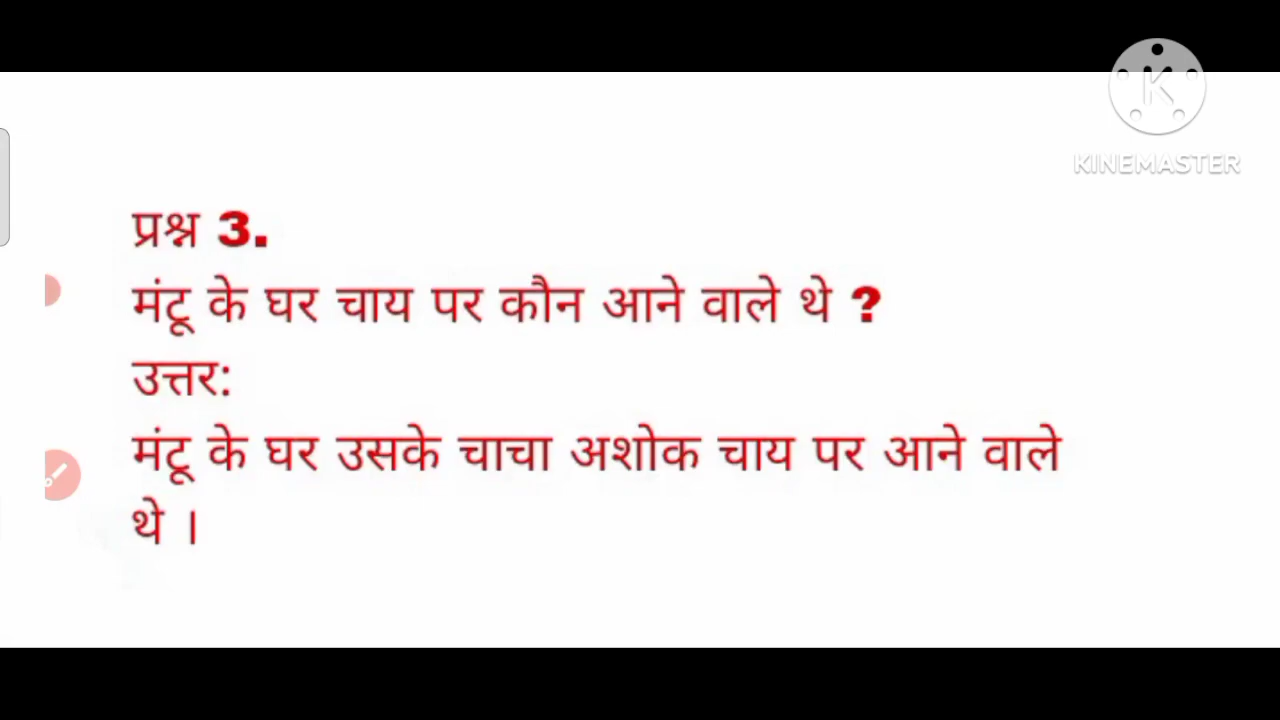 KINEMASTER
प्रश्न 3.
मंटू के घर चाय पर कौन आने वाले थे ?
उत्तर:
मंटू के घर उसके चाचा अशोक चाय पर आने वाले
थे ।